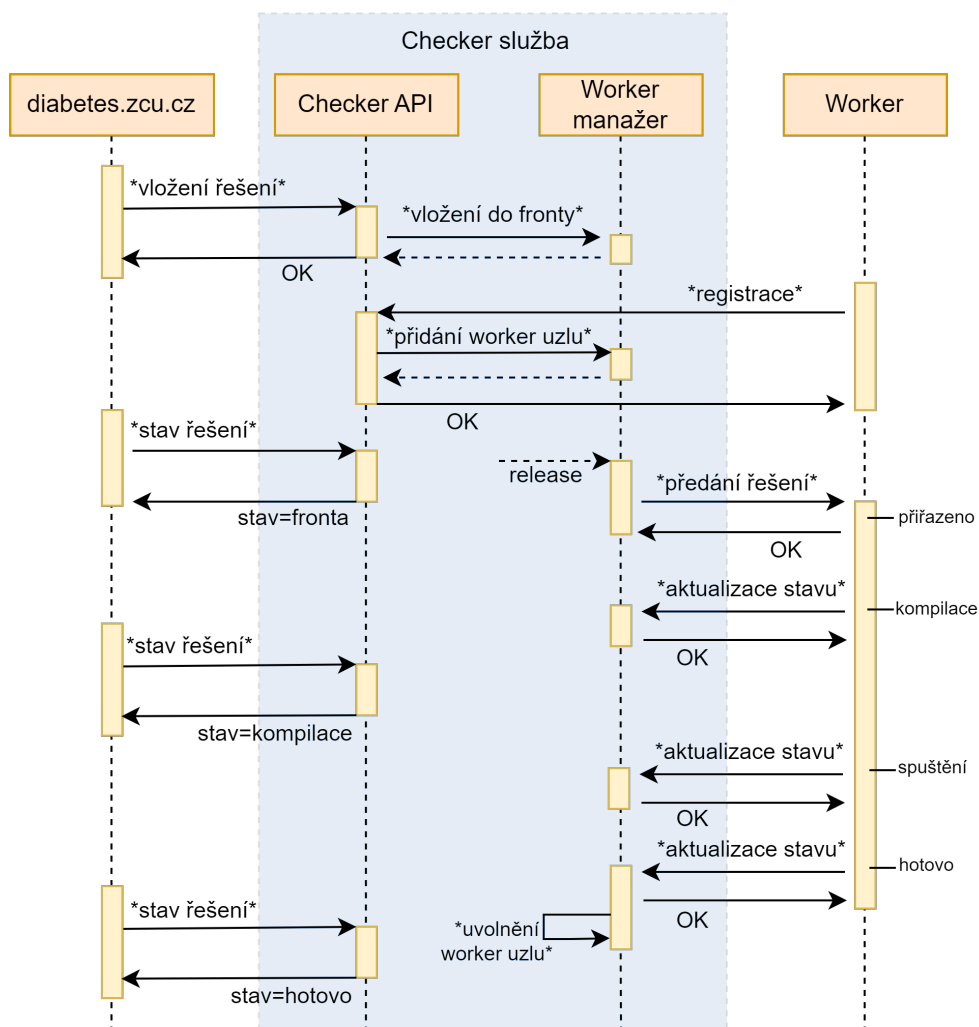 Checker služba
diabetes.zcu.cz
Checker API
Worker
manažer
Worker
*vložení řešení*
*vložení do fronty*
OK
*registrace*
*přidání worker uzlu*
OK
*stav řešení*
release
*předání řešení*
stav=fronta
přiřazeno
OK
*aktualizace stavu*
kompilace
*stav řešení*
OK
stav=kompilace
*aktualizace stavu*
spuštění
OK
*aktualizace stavu*
hotovo
*stav řešení*
OK
*uvolnění
worker uzlu*
stav=hotovo